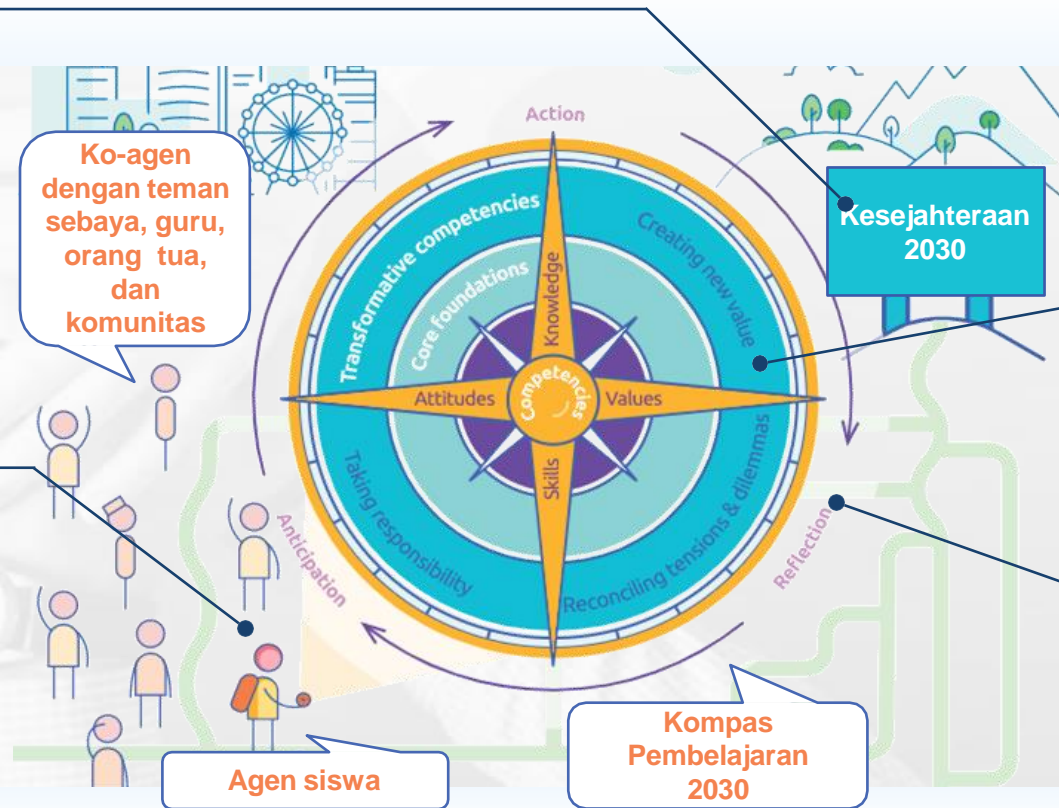 Action
Ko-agen
dengan teman
sebaya, guru,
orang tua,
dan
komunitas
Kesejahteraan
2030
Transformative competencies
Core foundations
Creating new value
Knowledge
Attitudes
Competencies
Values
Skills
Taking responsibility
Reconciling tensions & dilemmas
Anticipation
Reflection
Agen siswa
Kompas
Pembelajaran
2030